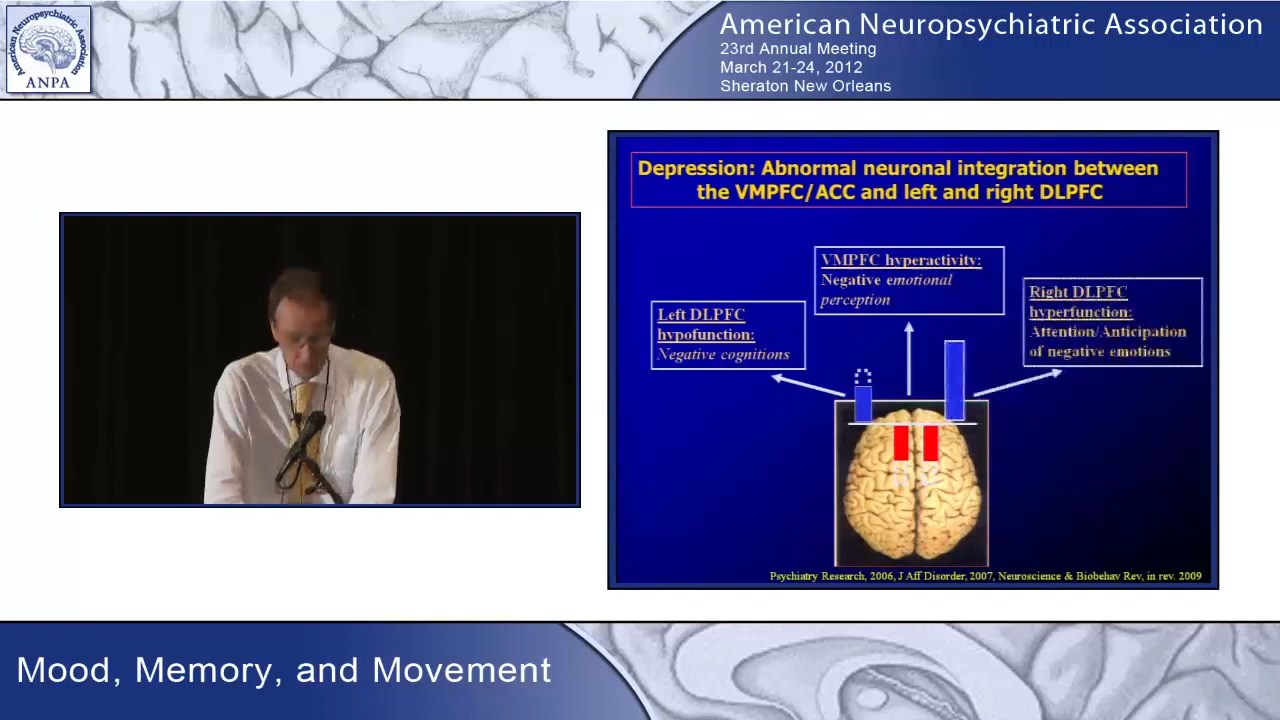 American Neuropsychiatric Association
ANPA
American Neuropsychiatric Association
23rd Annual Meeting
March 21-24, 2012
Sheraton New Orleans
Depression: Abnormal neuronal integration between
the VMPFC/ACC and left and right DLPFC
VMPFC hyperactivity:
Negative emotional
perception
Right DLPFC
hyperfunction:
Attention/Anticipation
of negative emotions
Left DLPFC
hypofunction:
Negative cognitions
Psychiatry Research, 2006, J Aff Disorder, 2007, Neuroscience & Biobehav Rev, in rev. 2009
Mood, Memory, and Movement